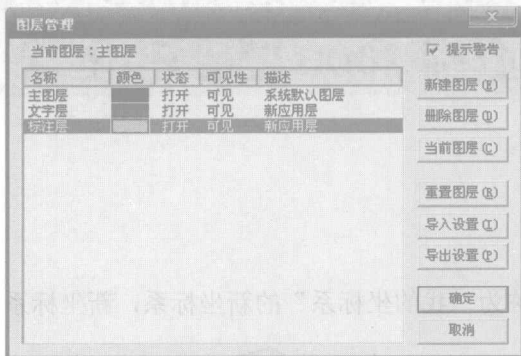 图层管理
当前图层：主图层
提示警告
名称 颜色 状态 可见性 描述
主图层 打开 可见 系统默认图层
文字层 打开 可见 新应用层
标注层 打开 可见 新应用层
新建图层(E)
删除图层(D)
当前图层(C)
重置图层(R)
导入设置(I)
导出设置(P)
确定
取消